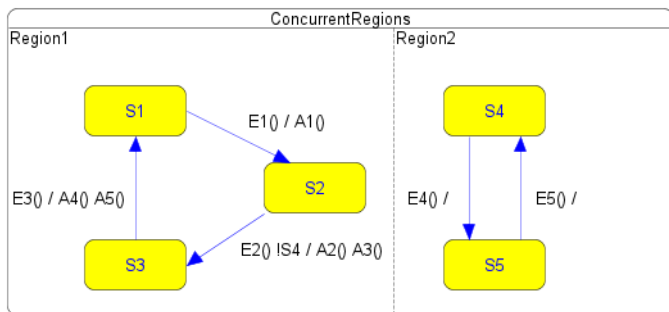 ConcurrentRegions
Region1
Region2
S1
S4
E1() / A1()
S2
E3() / A4() A5()
E4() /
E5() /
E2() !S4 / A2() A3()
S3
S5